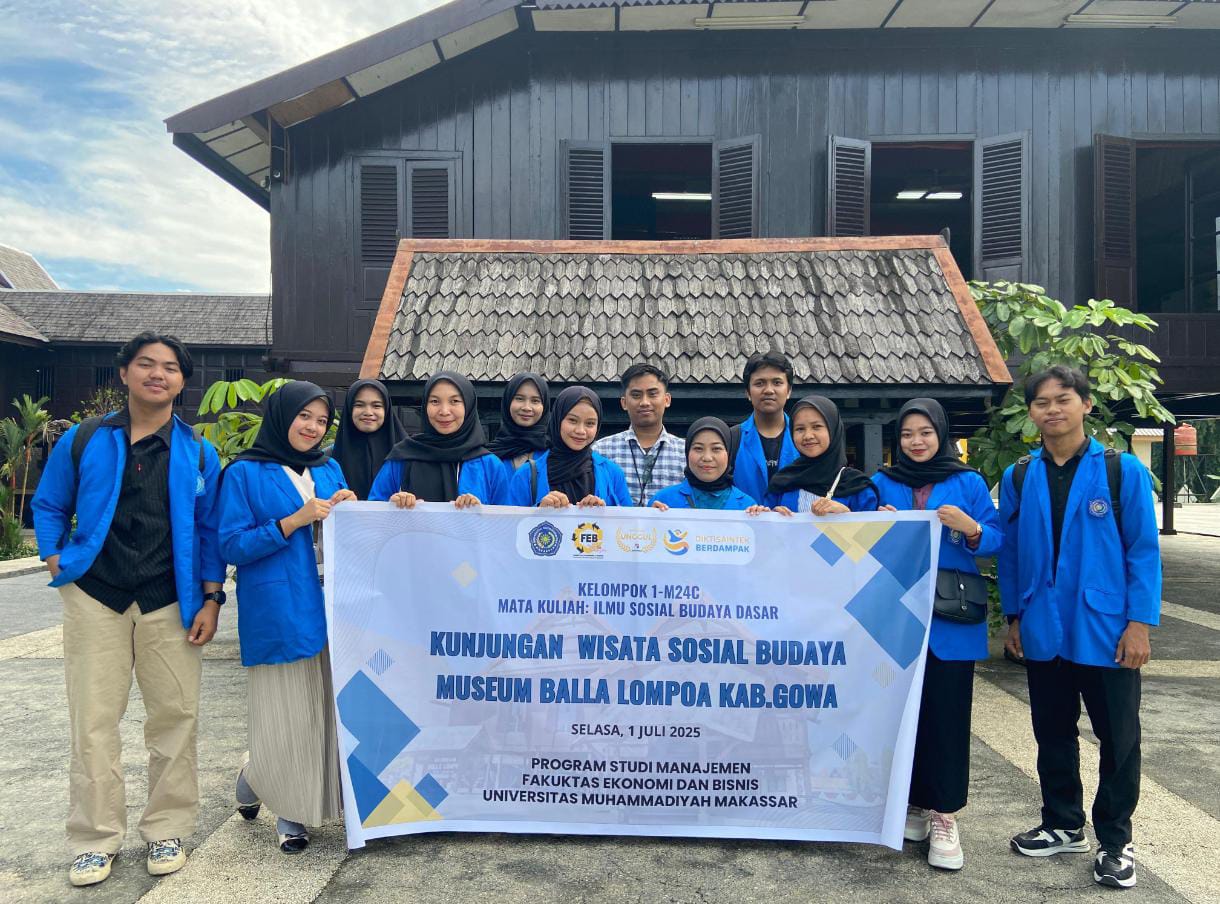 FEB
UNGGUL
DIKTISAINTEK
BERDAMPAK
KELOMPOK 1-M24C
MATA KULIAH: ILMU SOSIAL BUDAYA DASAR
KUNJUNGAN WISATA SOSIAL BUDAYA
MUSEUM BALLA LOMPOA KAB.GOWA
SELASA, 1 JULI 2025
PROGRAM STUDI MANAJEMEN
FAKUKTAS EKONOMI DAN BISNIS
UNIVERSITAS MUHAMMADIYAH MAKASSAR